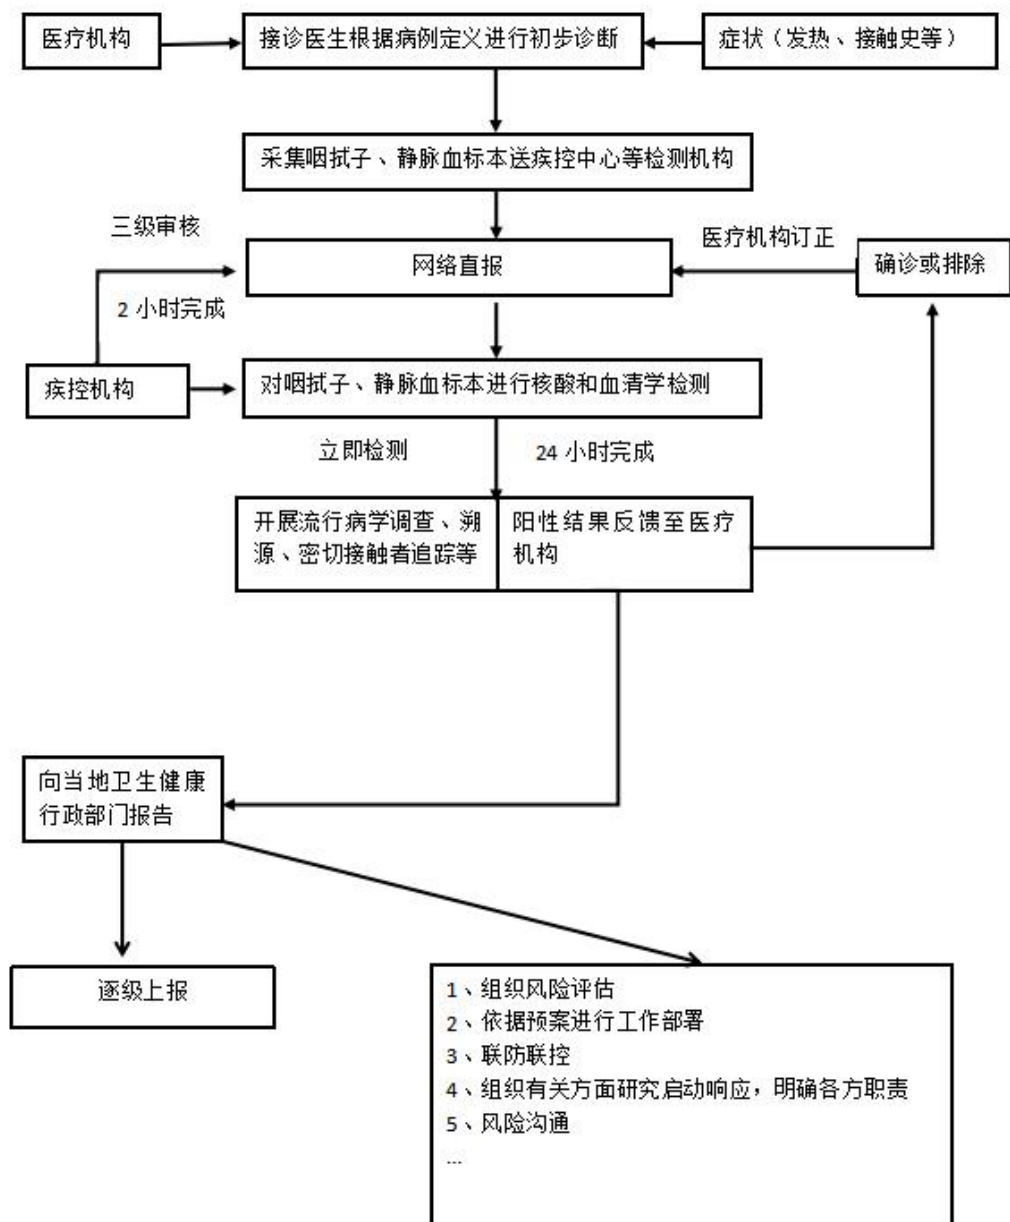 医疗机构
接诊医生根据病例定义进行初步诊断
症状（发热、接触史等）
采集咽拭子、静脉血标本送疾控中心等检测机构
三级审核
医疗机构订正
网络直报
确诊或排除
2 小时完成
疾控机构
对咽拭子、静脉血标本进行核酸和血清学检测
立即检测
24 小时完成
开展流行病学调查、溯
源、密切接触者追踪等
阳性结果反馈至医疗
机构
向当地卫生健康
行政部门报告
逐级上报
1、组织风险评估
2、依据预案进行工作部署
3、联防联控
4、组织有关方面研究启动响应，明确各方职责
5、风险沟通
...